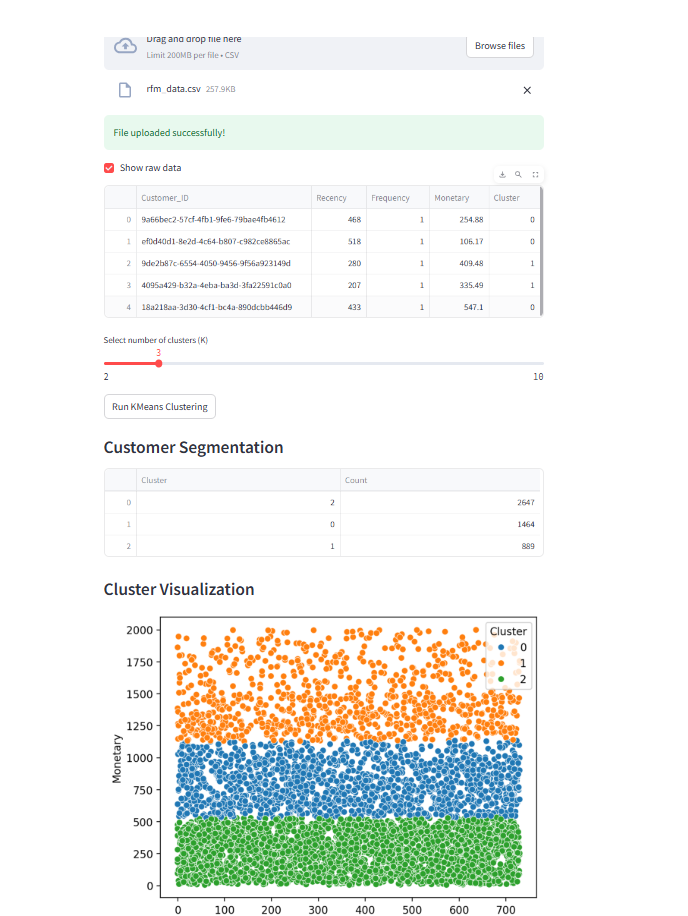 Drag and drop file here
Limit 200MB per file • CSV
Browse files
rfm_data.csv 257.9KB
File uploaded successfully!
Show raw data
Customer_ID Recency Frequency Monetary Cluster
0 9a66bec2-57cf-4fb1-9fe6-79bae4fb4612 468 1 254.88 0
1 ef0d40d1-8e2d-4c64-b807-c982ce8865ac 518 1 106.17 0
2 9de2b87c-6554-4050-9456-9f56a923149d 280 1 409.48 1
3 4095a429-b32a-4eba-ba3d-3fa22591c0a0 207 1 335.49 1
4 18a218aa-3d30-4cf1-bc4a-890dcbb446d9 433 1 547.1 0
Select number of clusters (K)
3
2 10
Run KMeans Clustering
Customer Segmentation
Cluster Count
0 2 2647
1 0 1464
2 1 889
Cluster Visualization
Cluster
0
1
2
Monetary
2000
1750
1500
1250
1000
750
500
250
0
0 100 200 300 400 500 600 700